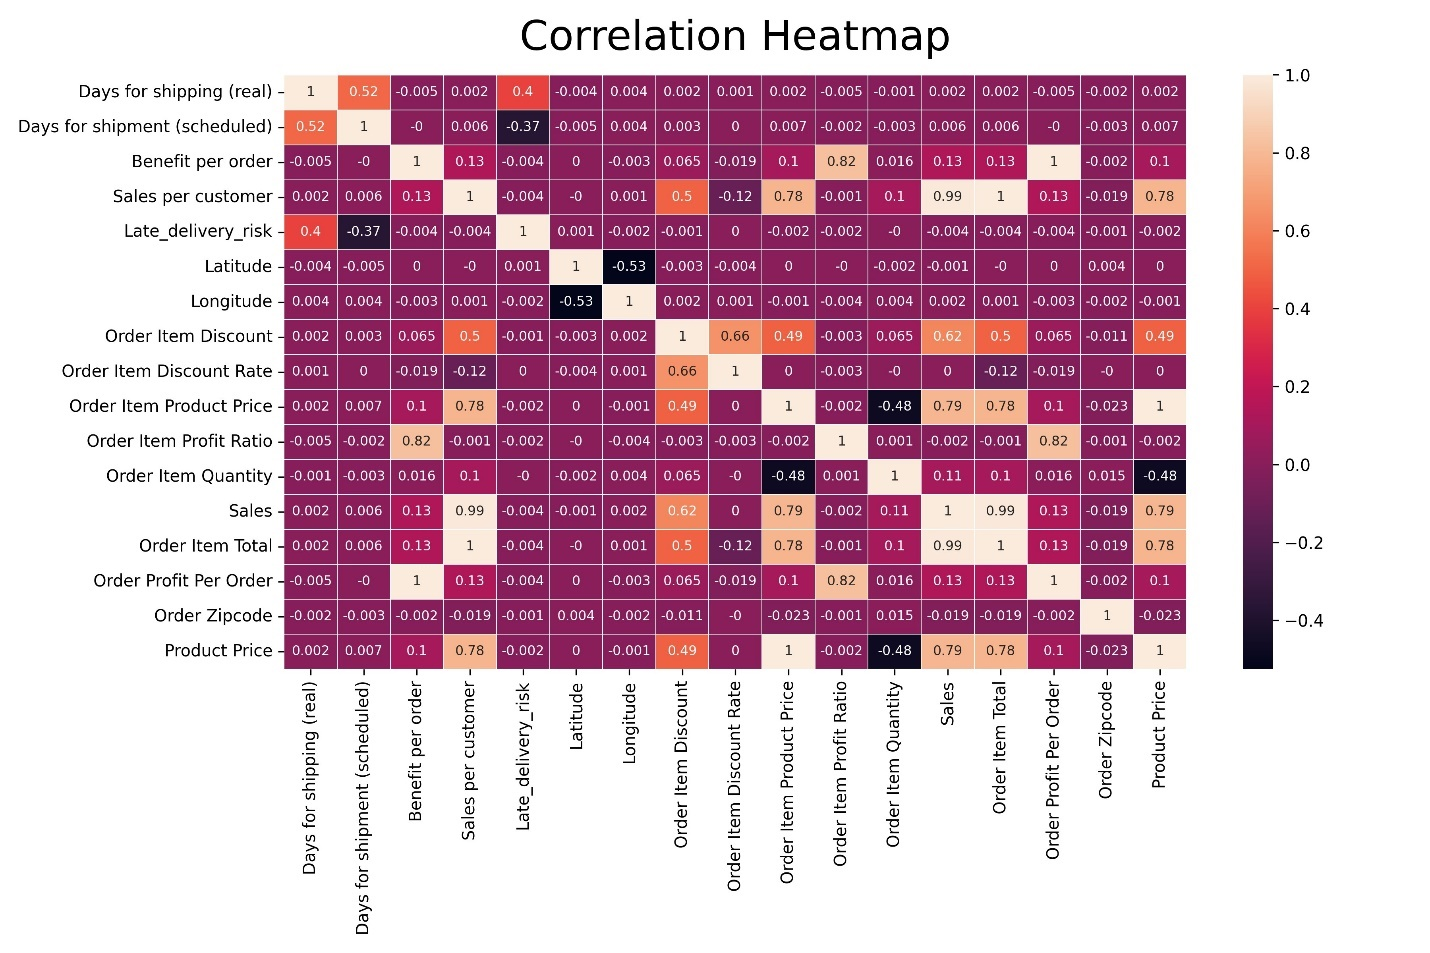 Correlation Heatmap
Days for shipping (real) 1 0.52 -0.005 0.002 0.4 -0.004 0.004 0.002 0.001 0.002 -0.005 -0.001 0.002 0.002 -0.005 -0.002 0.002
Days for shipment (scheduled) 0.52 1 -0 0.006 -0.37 -0.005 0.004 0.003 0 0.007 -0.002 -0.003 0.006 0.006 -0 -0.003 0.007
Benefit per order -0.005 -0 1 0.13 -0.004 0 -0.003 0.065 -0.019 0.1 0.82 0.016 0.13 0.13 1 -0.002 0.1
Sales per customer 0.002 0.006 0.13 1 -0.004 -0 0.001 0.5 -0.12 0.78 -0.001 0.1 0.99 1 0.13 -0.019 0.78
Late_delivery_risk 0.4 -0.37 -0.004 -0.004 1 0.001 -0.002 -0.001 0 -0.002 -0.002 -0 -0.004 -0.004 -0.004 -0.001 -0.002
Latitude -0.004 -0.005 0 -0 0.001 1 -0.53 -0.003 -0.004 0 -0 -0.002 -0.001 -0 0 0.004 0
Longitude 0.004 0.004 -0.003 0.001 -0.002 -0.53 1 0.002 0.001 -0.001 -0.004 0.004 0.002 0.001 -0.003 -0.002 -0.001
Order Item Discount 0.002 0.003 0.065 0.5 -0.001 -0.003 0.002 1 0.66 0.49 -0.003 0.065 0.62 0.5 0.065 -0.011 0.49
Order Item Discount Rate 0.001 0 -0.019 -0.12 0 -0.004 0.001 0.66 1 0 -0.003 -0 0 -0.12 -0.019 -0 0
Order Item Product Price 0.002 0.007 0.1 0.78 -0.002 0 -0.001 0.49 0 1 -0.002 -0.48 0.79 0.78 0.1 -0.023 1
Order Item Profit Ratio -0.005 -0.002 0.82 -0.001 -0.002 -0 -0.004 -0.003 -0.003 -0.002 1 0.001 -0.002 -0.001 0.82 -0.001 -0.002
Order Item Quantity -0.001 -0.003 0.016 0.1 -0 -0.002 0.004 0.065 -0 -0.48 0.001 1 0.11 0.1 0.016 0.015 -0.48
Sales 0.002 0.006 0.13 0.99 -0.004 -0.001 0.002 0.62 0 0.79 -0.002 0.11 1 0.99 0.13 -0.019 0.79
Order Item Total 0.002 0.006 0.13 1 -0.004 -0 0.001 0.5 -0.12 0.78 -0.001 0.1 0.99 1 0.13 -0.019 0.78
Order Profit Per Order -0.005 -0 1 0.13 -0.004 0 -0.003 0.065 -0.019 0.1 0.82 0.016 0.13 0.13 1 -0.002 0.1
Order Zipcode -0.002 -0.003 -0.002 -0.019 -0.001 0.004 -0.002 -0.011 -0 -0.023 -0.001 0.015 -0.019 -0.019 -0.002 1 -0.023
Product Price 0.002 0.007 0.1 0.78 -0.002 0 -0.001 0.49 0 1 -0.002 -0.48 0.79 0.78 0.1 -0.023 1
Days for shipping (real)
Days for shipment (scheduled)
Benefit per order
Sales per customer
Late_delivery_risk
Latitude
Longitude
Order Item Discount
Order Item Discount Rate
Order Item Product Price
Order Item Profit Ratio
Order Item Quantity
Sales
Order Item Total
Order Profit Per Order
Order Zipcode
Product Price
1.0
0.8
0.6
0.4
0.2
0.0
−0.2
−0.4